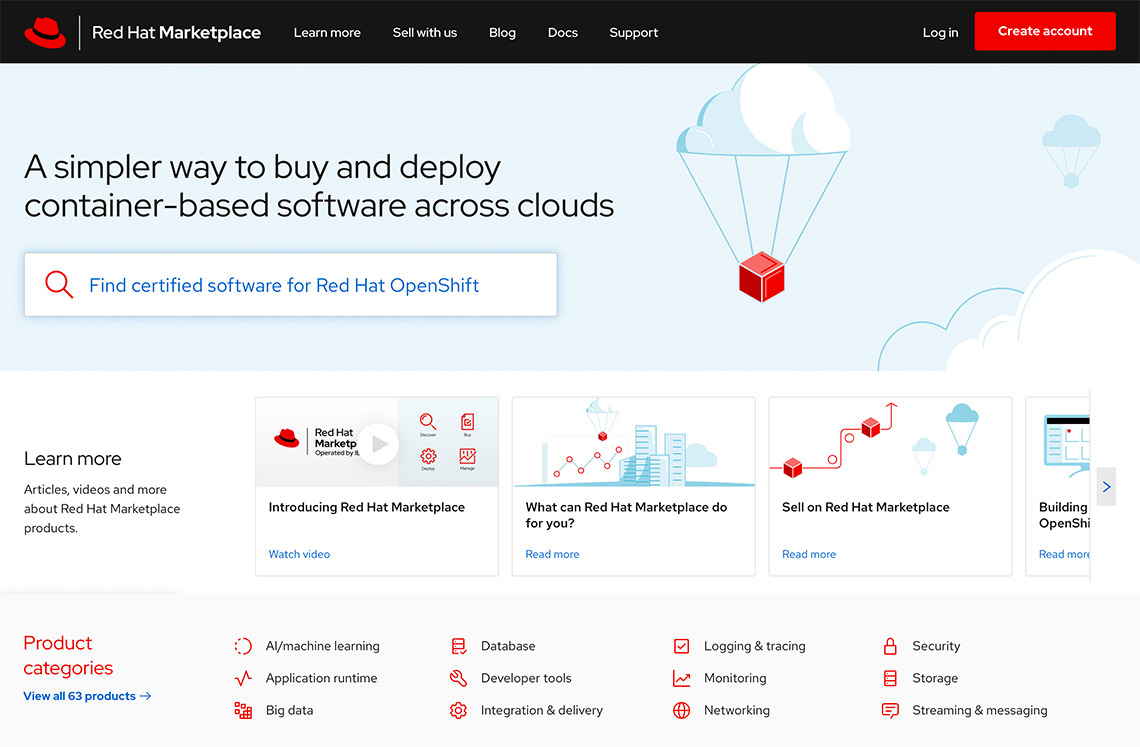 Red Hat Marketplace
Learn more
Sell with us
Blog
Docs
Support
Log in
Create account
A simpler way to buy and deploy
container-based software across clouds
Find certified software for Red Hat OpenShift
Learn more
Articles, videos and more
about Red Hat Marketplace
products.
Red Hat
Marketp
Operated by
Discover
Buy
Deploy
Manage
Introducing Red Hat Marketplace
Watch video
What can Red Hat Marketplace do
for you?
Read more
Sell on Red Hat Marketplace
Read more
Building
OpenShi
Read more
Product
categories
View all 63 products →
AI/machine learning
Application runtime
Big data
Database
Developer tools
Integration & delivery
Logging & tracing
Monitoring
Networking
Security
Storage
Streaming & messaging